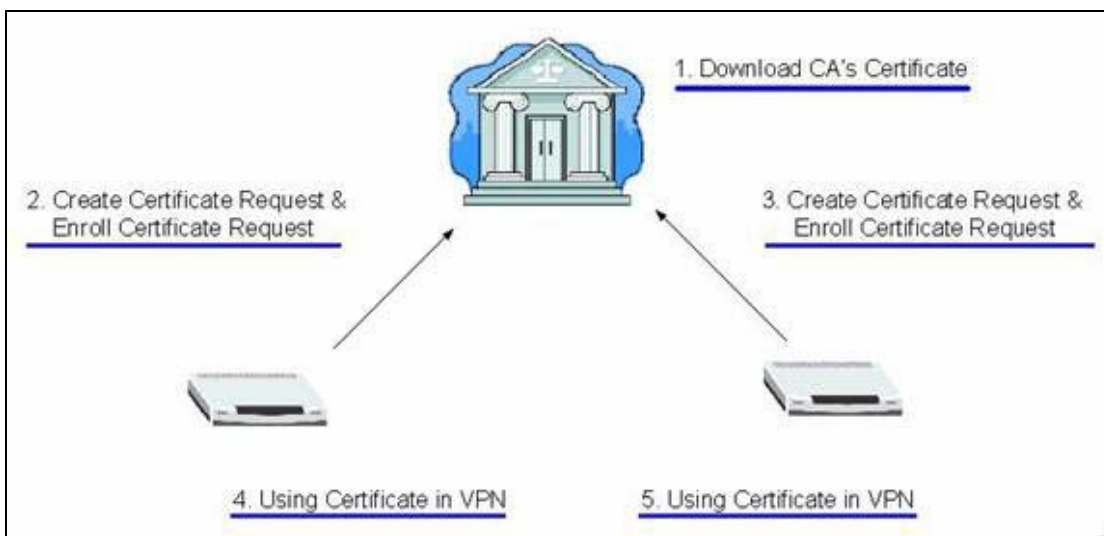 1. Download CA's Certificate
2. Create Certificate Request &
Enroll Certificate Request
3. Create Certificate Request &
Enroll Certificate Request
4. Using Certificate in VPN
5. Using Certificate in VPN